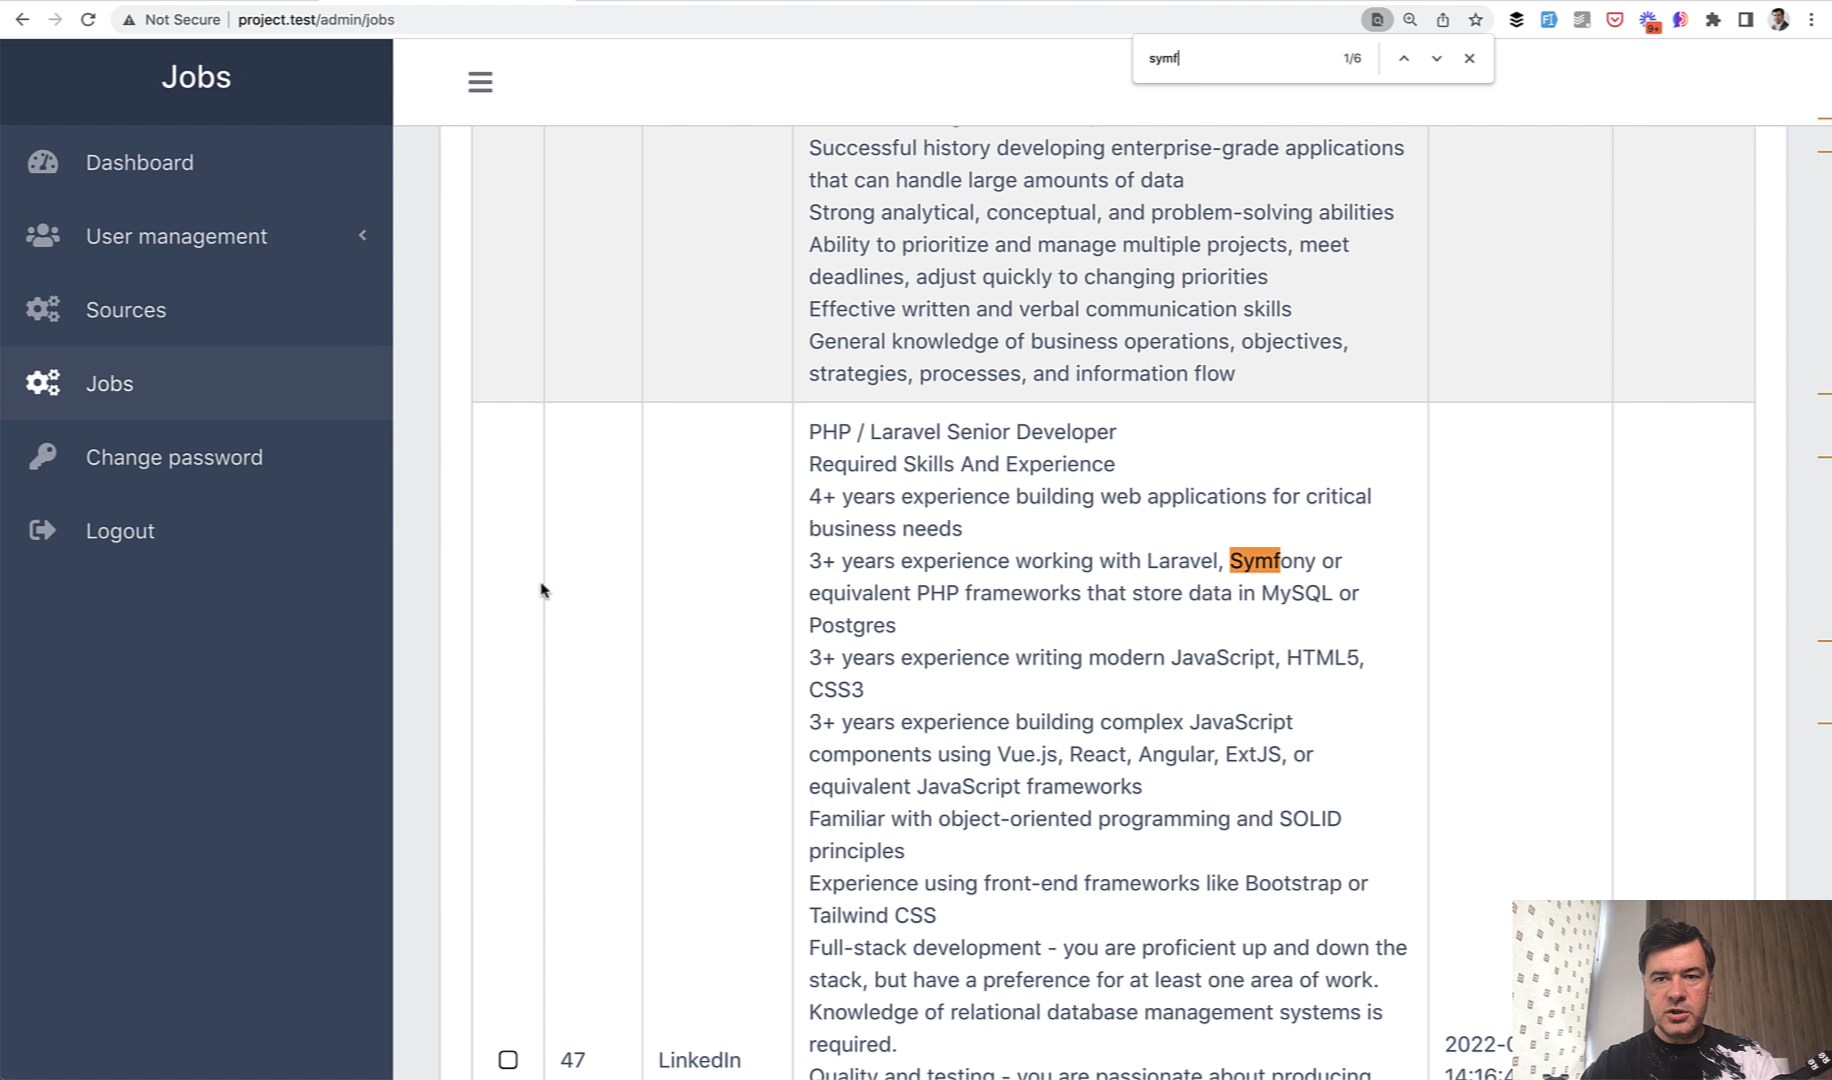 Not Secure
project.test/admin/jobs
9+
symf
1/6
Jobs
Dashboard
User management
Sources
Jobs
Change password
Logout
Successful history developing enterprise-grade applications
that can handle large amounts of data
Strong analytical, conceptual, and problem-solving abilities
Ability to prioritize and manage multiple projects, meet
deadlines, adjust quickly to changing priorities
Effective written and verbal communication skills
General knowledge of business operations, objectives,
strategies, processes, and information flow
PHP / Laravel Senior Developer
Required Skills And Experience
4+ years experience building web applications for critical
business needs
3+ years experience working with Laravel, Symfony or
equivalent PHP frameworks that store data in MySQL or
Postgres
3+ years experience writing modern JavaScript, HTML5,
CSS3
3+ years experience building complex JavaScript
components using Vue.js, React, Angular, ExtJS, or
equivalent JavaScript frameworks
Familiar with object-oriented programming and SOLID
principles
Experience using front-end frameworks like Bootstrap or
Tailwind CSS
Full-stack development - you are proficient up and down the
stack, but have a preference for at least one area of work.
Knowledge of relational database management systems is
required.
Quality and testing - you are passionate about producing
47
LinkedIn